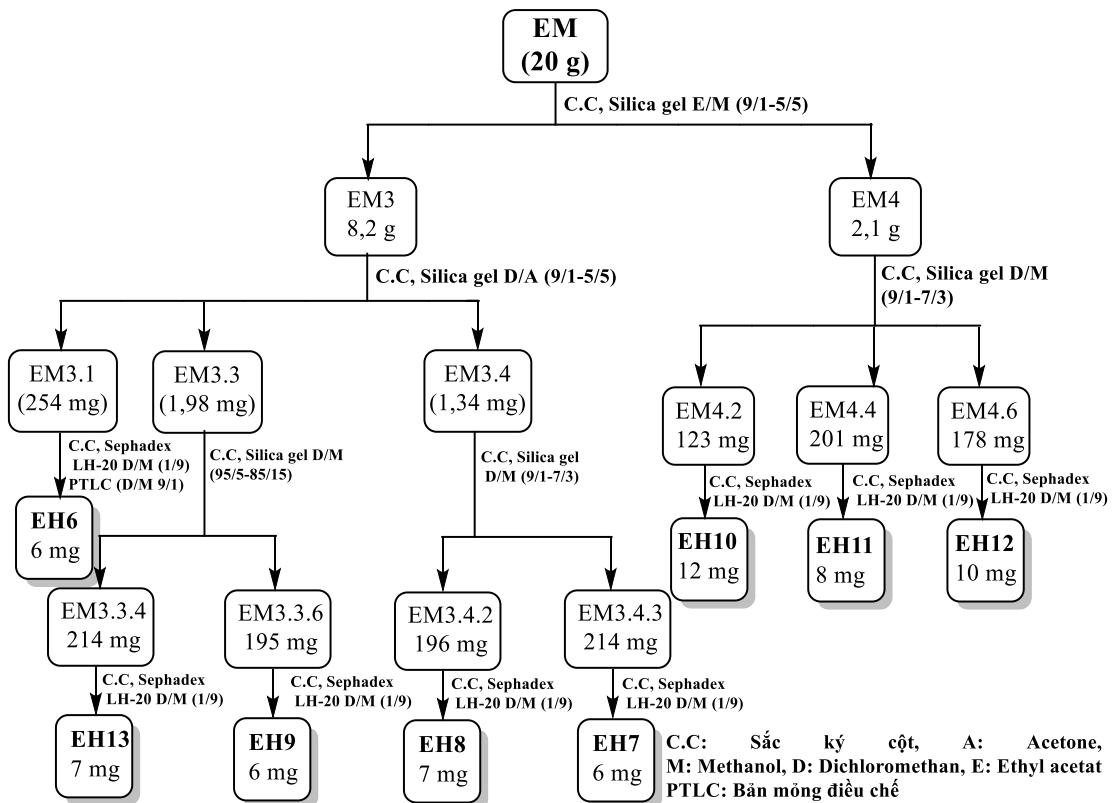 EM
(20 g)
C.C, Silica gel E/M (9/1-5/5)
EM3
8,2 g
EM4
2,1 g
C.C, Silica gel D/A (9/1-5/5)
C.C, Silica gel D/M
(9/1-7/3)
EM3.1
(254 mg)
EM3.3
(1,98 mg)
EM3.4
(1,34 mg)
EM4.2
123 mg
EM4.4
201 mg
EM4.6
178 mg
C.C, Sephadex
LH-20 D/M (1/9)
PTLC (D/M 9/1)
C.C, Silica gel D/M
(95/5-85/15)
C.C, Silica gel
D/M (9/1-7/3)
C.C, Sephadex
LH-20 D/M (1/9)
C.C, Sephadex
LH-20 D/M (1/9)
C.C, Sephadex
LH-20 D/M (1/9)
EH6
6 mg
EH10
12 mg
EH11
8 mg
EH12
10 mg
EM3.3.4
214 mg
EM3.3.6
195 mg
EM3.4.2
196 mg
EM3.4.3
214 mg
C.C, Sephadex
LH-20 D/M (1/9)
C.C, Sephadex
LH-20 D/M (1/9)
C.C, Sephadex
LH-20 D/M (1/9)
C.C, Sephadex
LH-20 D/M (1/9)
EH13
7 mg
EH9
6 mg
EH8
7 mg
EH7
6 mg
C.C: Sắc ký cột, A: Acetone,
M: Methanol, D: Dichloromethan, E: Ethyl acetat
PTLC: Bản mỏng điều chế